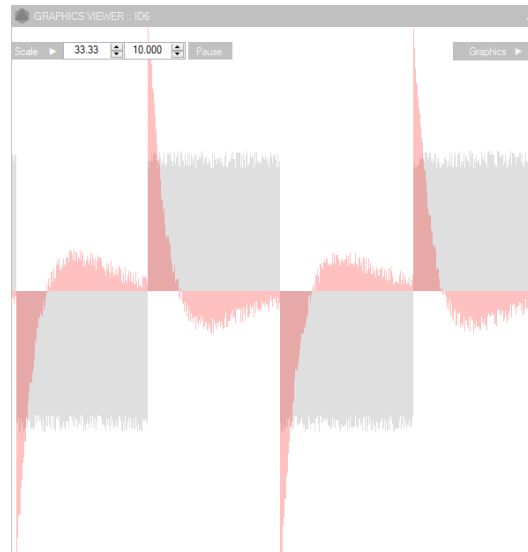 GRAPHICS VIEWER :: ID6
Scale ► 33.33 10.000 Pause Graphics ►